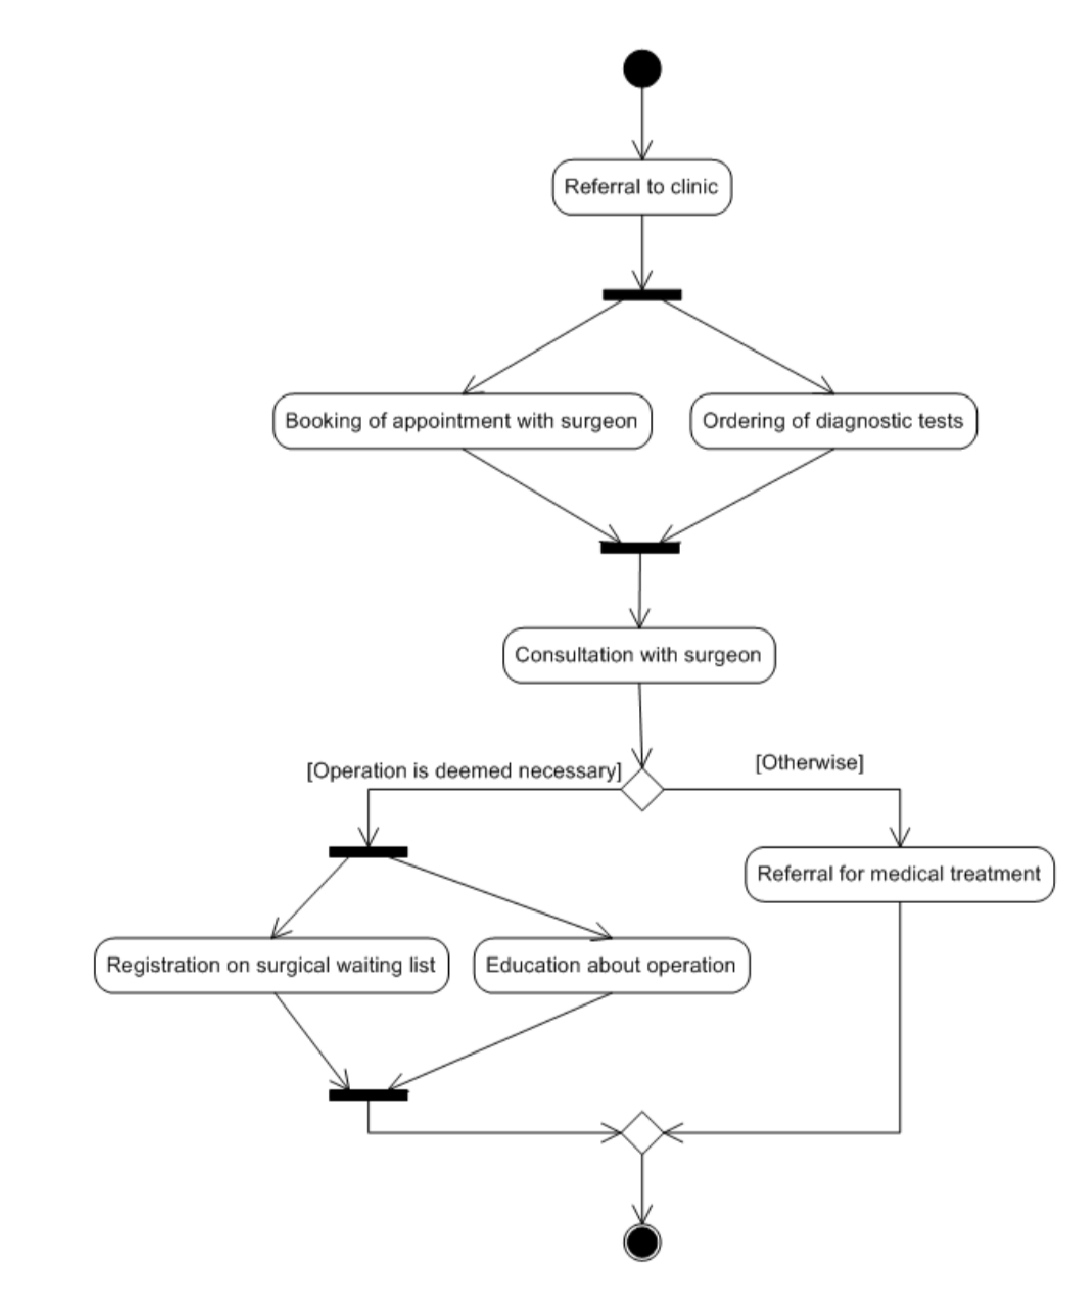 Referral to clinic
Booking of appointment with surgeon
Ordering of diagnostic tests
Consultation with surgeon
[Operation is deemed necessary]
[Otherwise]
Referral for medical treatment
Registration on surgical waiting list
Education about operation